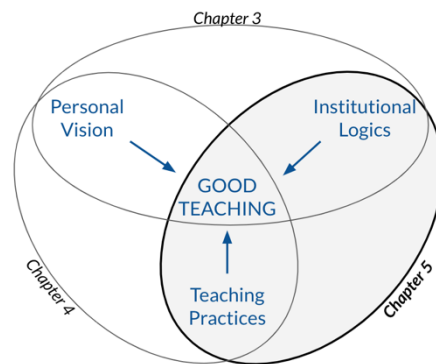 Chapter 3
Personal
Vision
Institutional
Logics
GOOD
TEACHING
Teaching
Practices
Chapter 4
Chapter 5